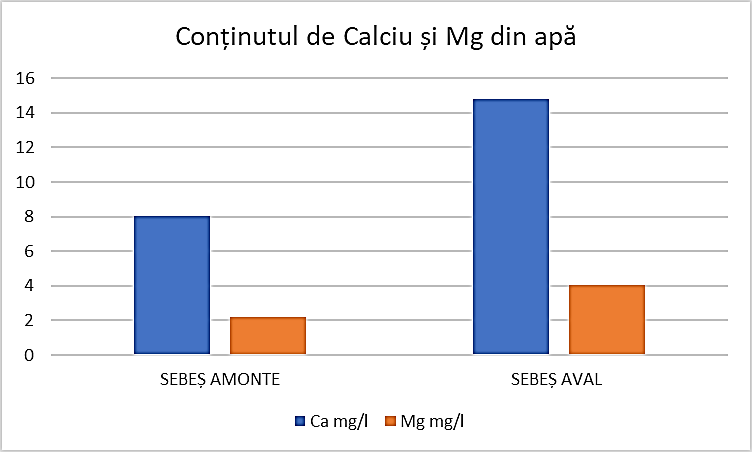 Conținutul de Calciu și Mg din apă
16
14
12
10
8
6
4
2
0
SEBEȘ AMONTE
SEBEȘ AVAL
Ca mg/l
Mg mg/l